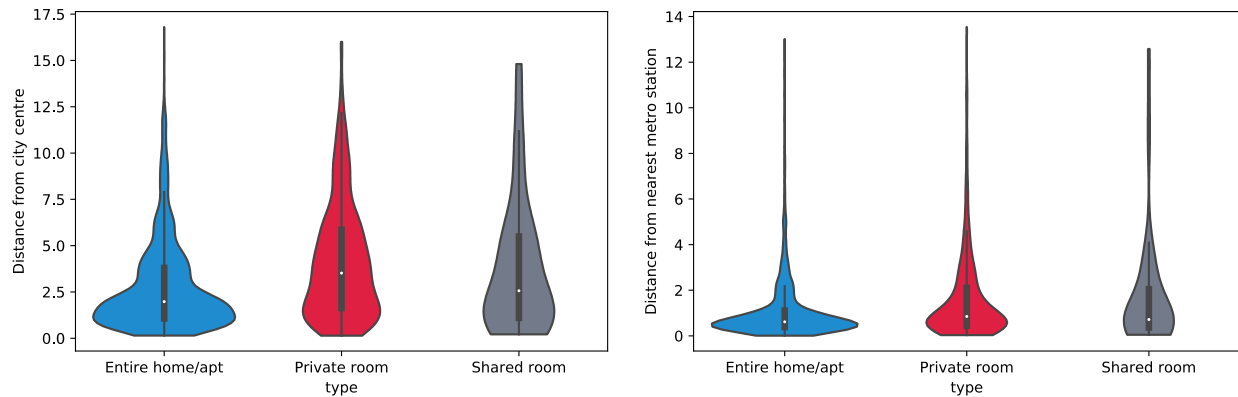 Distance from city centre
17.5
15.0
12.5
10.0
7.5
5.0
2.5
0.0
Entire home/apt
Private room
Shared room
type
Distance from nearest metro station
14
12
10
8
6
4
2
0
Entire home/apt
Private room
Shared room
type